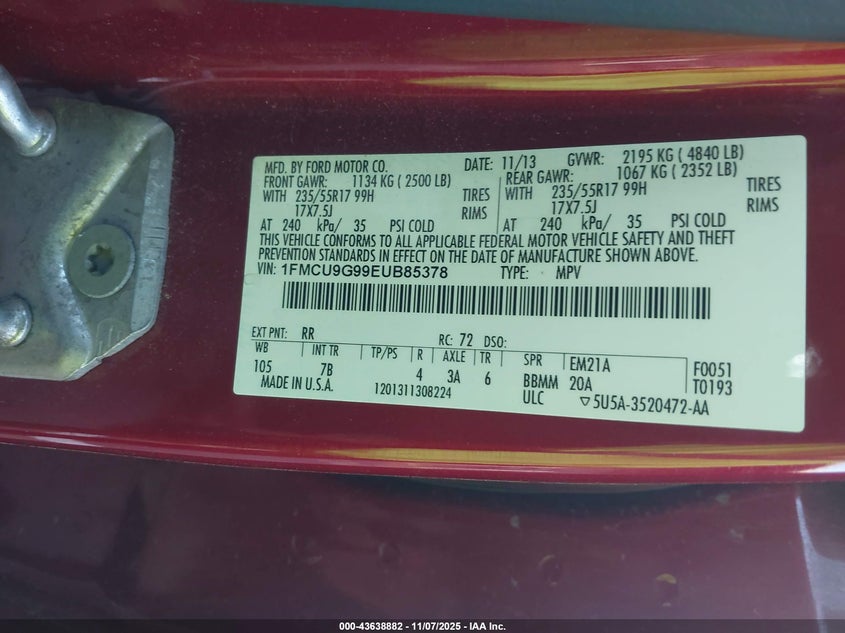 MFD. BY FORD MOTOR CO. DATE: 11/13 GVWR: 2195 KG ( 4840 LB)
FRONT GAWR: 1134 KG ( 2500 LB) REAR GAWR: 1067 KG ( 2352 LB)
WITH 235/55R17 99H TIRES WITH 235/55R17 99H TIRES
17X7.5J RIMS 17X7.5J RIMS
AT 240 kPa/ 35 PSI COLD AT 240 kPa/ 35 PSI COLD
THIS VEHICLE CONFORMS TO ALL APPLICABLE FEDERAL MOTOR VEHICLE SAFETY AND THEFT
PREVENTION STANDARDS IN EFFECT ON THE DATE OF MANUFACTURE SHOWN ABOVE.
VIN: 1FMCU9G99EUB85378 TYPE: MPV
EXT PNT: RR RC: 72 DSO:
WB INT TR TP/PS R AXLE TR SPR EM21A F0051
105 7B 4 3A 6 BBMM 20A T0193
MADE IN U.S.A. 1201311308224 ULC ▽5U5A-3520472-AA
000-43638882 - 11/07/2025 - IAA Inc.